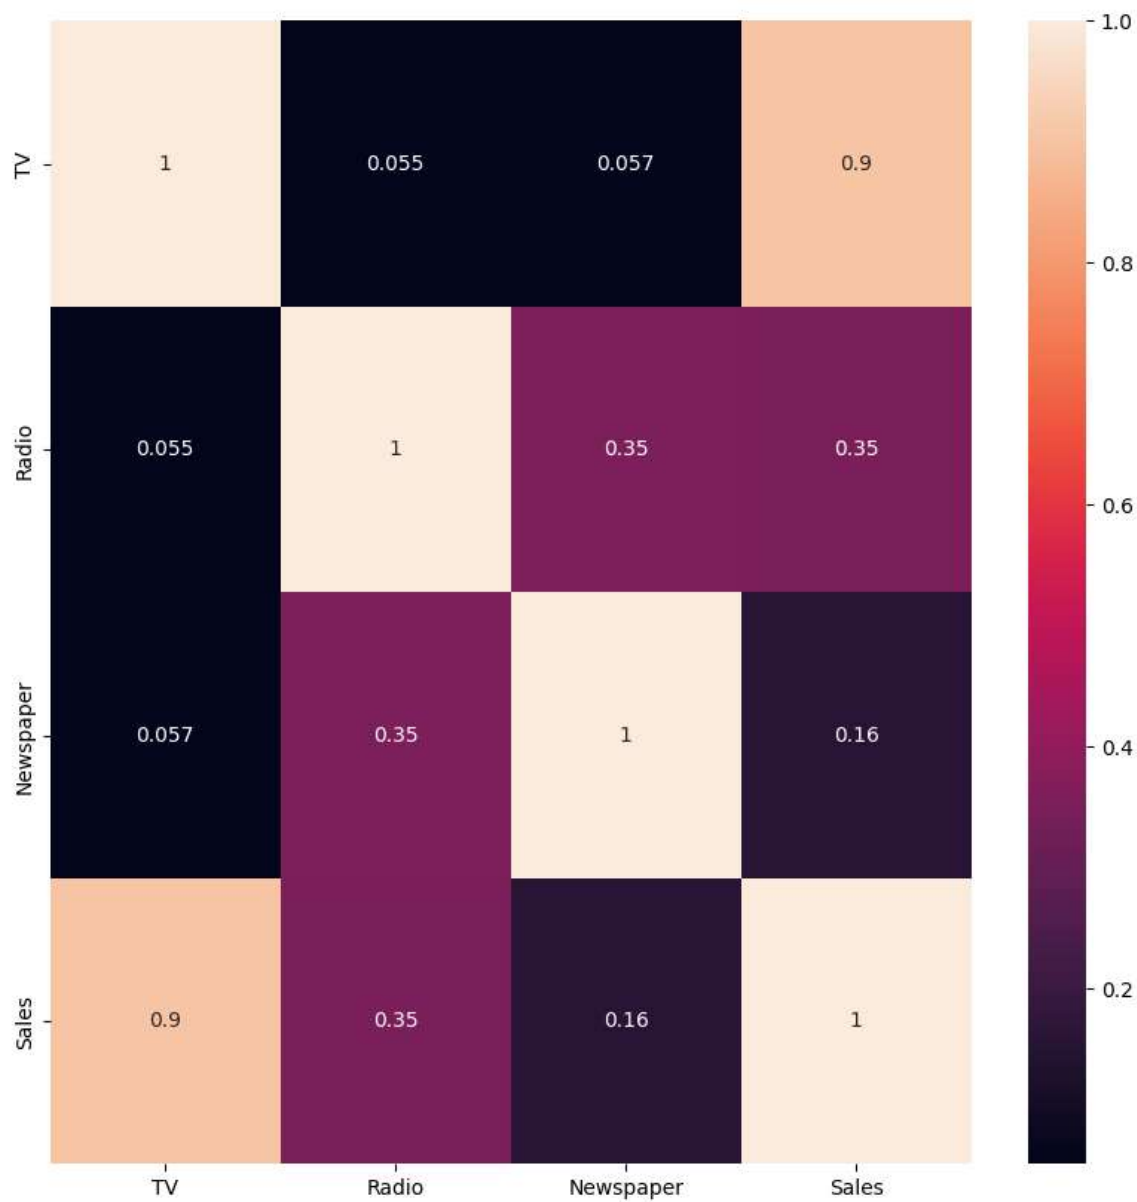 1.0
TV
1 0.055 0.057 0.9
0.8
Radio
0.055 1 0.35 0.35
0.6
Newspaper
0.057 0.35 1 0.16
0.4
Sales
0.9 0.35 0.16 1
0.2
TV Radio Newspaper Sales